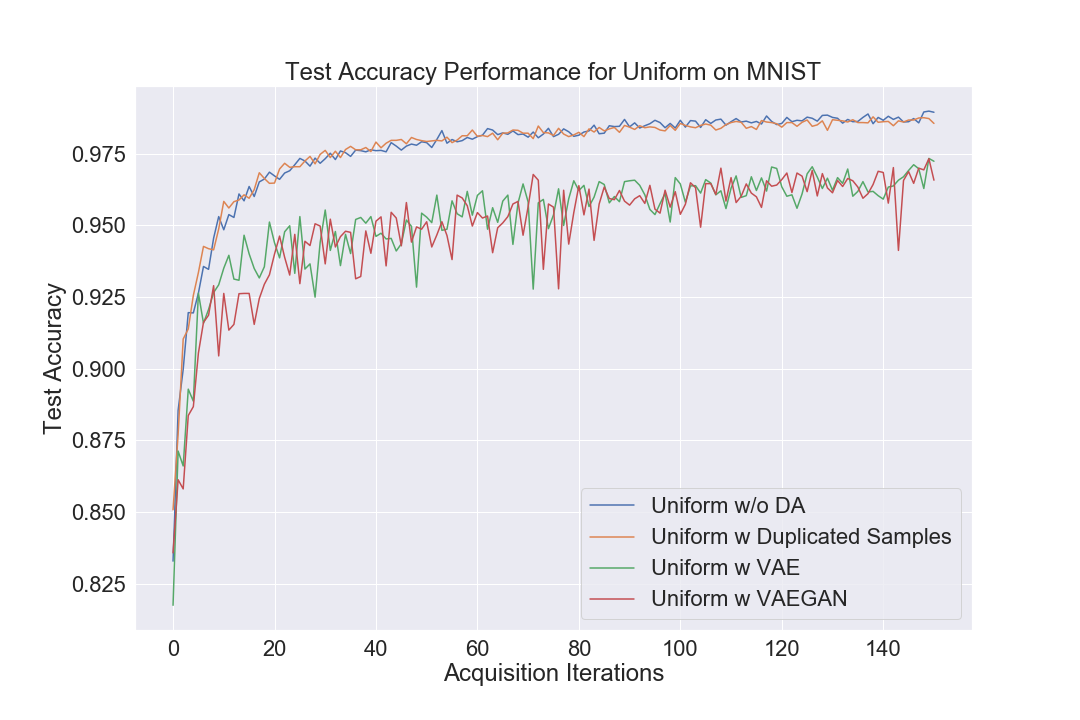 Test Accuracy Performance for Uniform on MNIST
Test Accuracy
0.975
0.950
0.925
0.900
0.875
0.850
0.825
Uniform w/o DA
Uniform w Duplicated Samples
Uniform w VAE
Uniform w VAEGAN
0 20 40 60 80 100 120 140
Acquisition Iterations